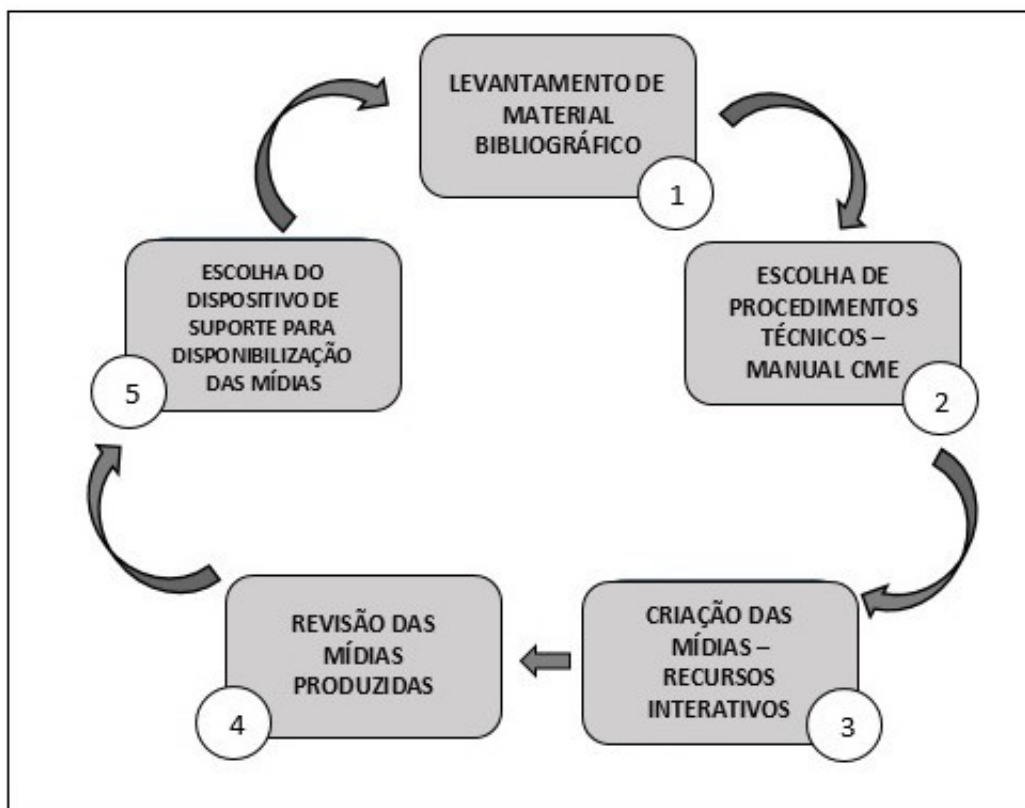 LEVANTAMENTO DE
MATERIAL
BIBLIOGRÁFICO
1
ESCOLHA DE
PROCEDIMENTOS
TÉCNICOS –
MANUAL CME
2
CRIAÇÃO DAS
MÍDIAS –
RECURSOS
INTERATIVOS
3
REVISÃO DAS
MÍDIAS
PRODUZIDAS
4
ESCOLHA DO
DISPOSITIVO DE
SUPORTE PARA
DISPONIBILIZAÇÃO
DAS MÍDIAS
5